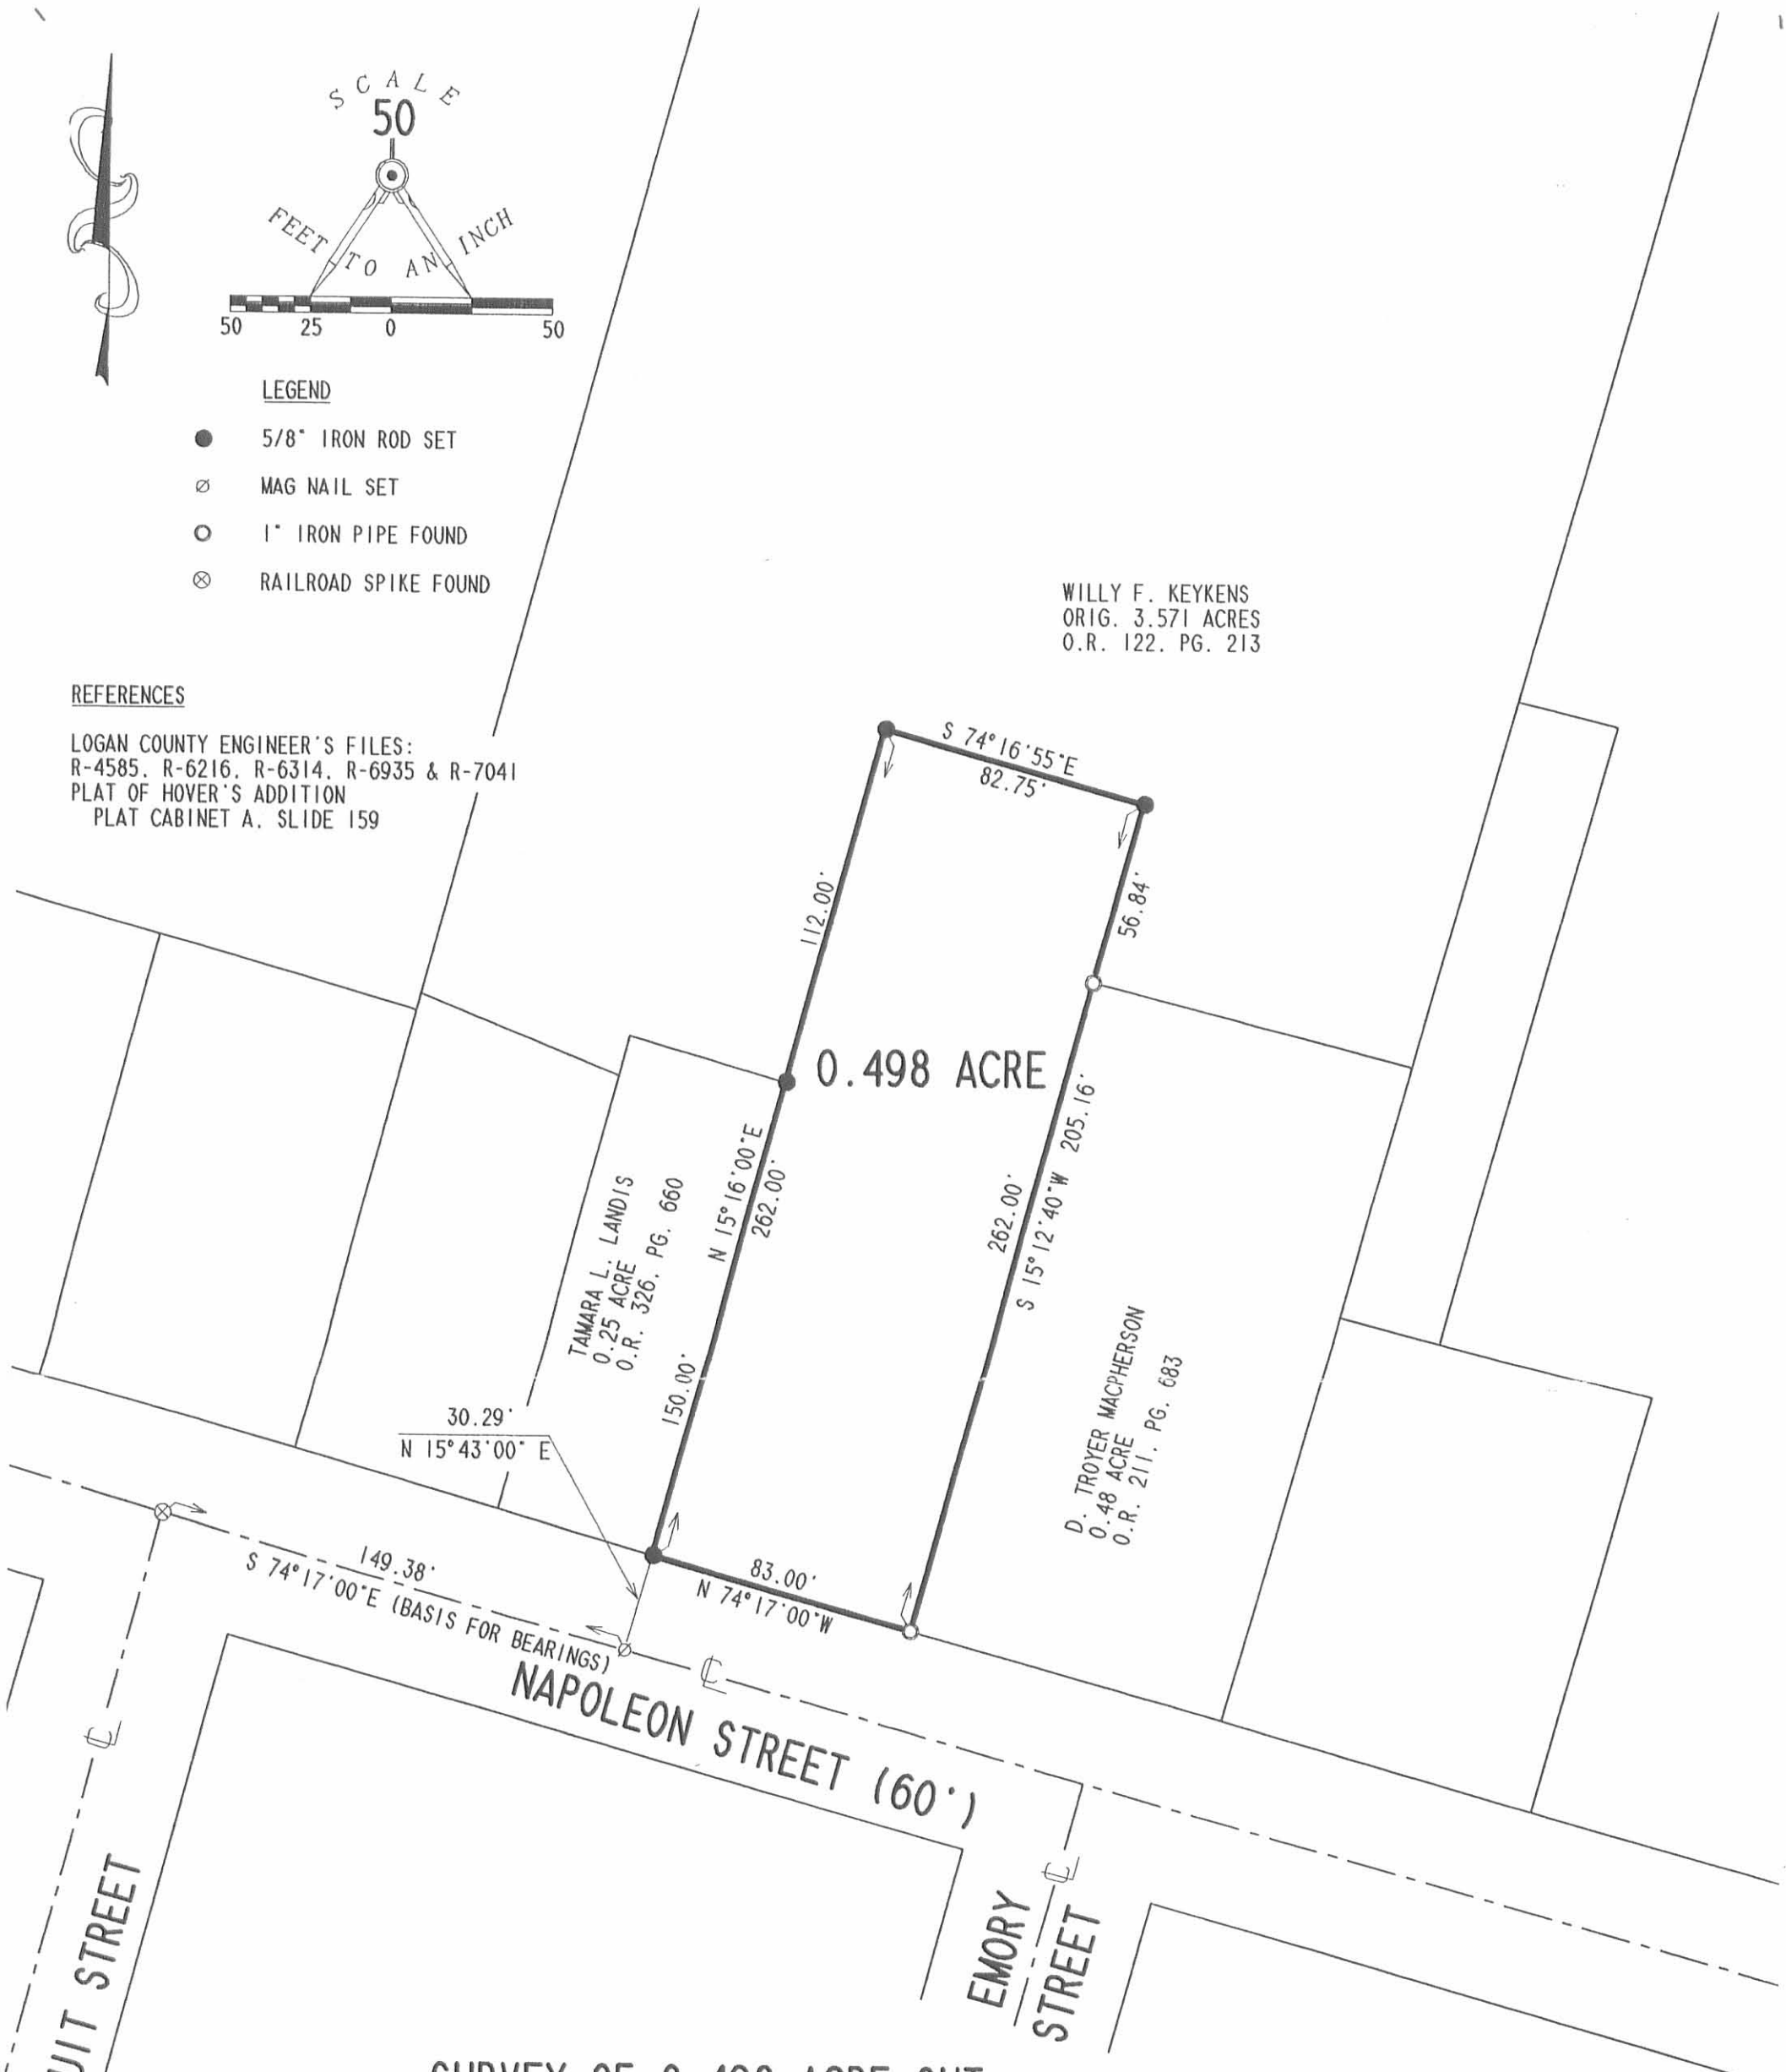 SCALE
50
FEET TO AN INCH
50 25 0 50
LEGEND
5/8" IRON ROD SET
MAG NAIL SET
1" IRON PIPE FOUND
RAILROAD SPIKE FOUND
WILLY F. KEYKENS
ORIG. 3.571 ACRES
O.R. 122, PG. 213
REFERENCES
LOGAN COUNTY ENGINEER'S FILES:
R-4585, R-6216, R-6314, R-6935 & R-7041
PLAT OF HOVER'S ADDITION
PLAT CABINET A, SLIDE 159
S 74°16'55"E
82.75'
112.00'
56.84'
0.498 ACRE
N 15°16'00"E
262.00'
150.00'
262.00'
S 15°12'40"W 205.16'
TAMARA L. LANDIS
0.25 ACRE
O.R. 326, PG. 660
D. TROYER MACPHERSON
0.48 ACRE
O.R. 211, PG. 683
30.29'
N 15°43'00" E
149.38'
S 74°17'00"E (BASIS FOR BEARINGS)
83.00'
N 74°17'00"W
NAPOLEON STREET (60')
STREET
EMORY
STREET